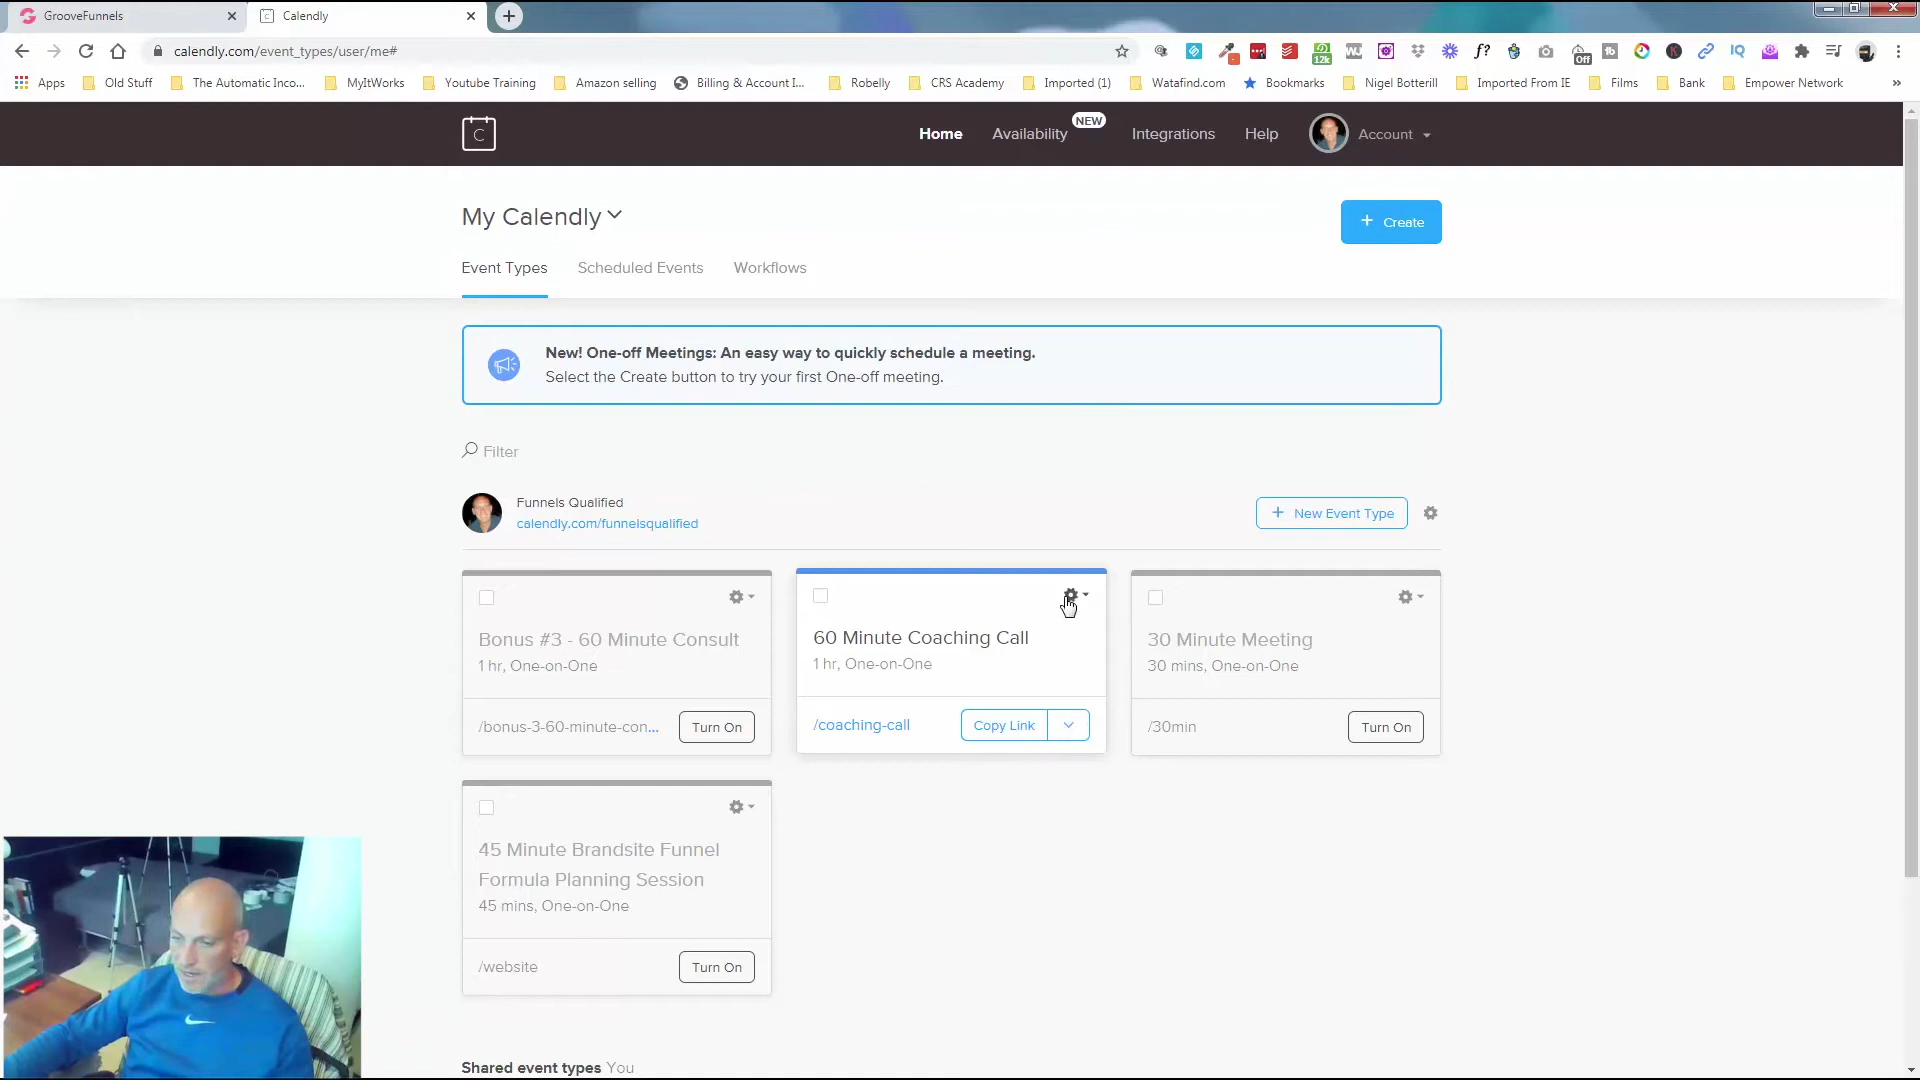 GrooveFunnels
Calendly
calendly.com/event_types/user/me#
12k
Off
Apps
Old Stuff
The Automatic Inco...
MyItWorks
Youtube Training
Amazon selling
Billing & Account I...
Robelly
CRS Academy
Imported (1)
Watafind.com
Bookmarks
Nigel Botterill
Imported From IE
Films
Bank
Empower Network
Home
Availability
NEW
Integrations
Help
Account
My Calendly
+ Create
Event Types
Scheduled Events
Workflows
New! One-off Meetings: An easy way to quickly schedule a meeting.
Select the Create button to try your first One-off meeting.
Filter
Funnels Qualified
calendly.com/funnelsqualified
+ New Event Type
Bonus #3 - 60 Minute Consult
1 hr, One-on-One
/bonus-3-60-minute-con...
Turn On
60 Minute Coaching Call
1 hr, One-on-One
/coaching-call
Copy Link
30 Minute Meeting
30 mins, One-on-One
/30min
Turn On
45 Minute Brandsite Funnel
Formula Planning Session
45 mins, One-on-One
/website
Turn On
Shared event types You